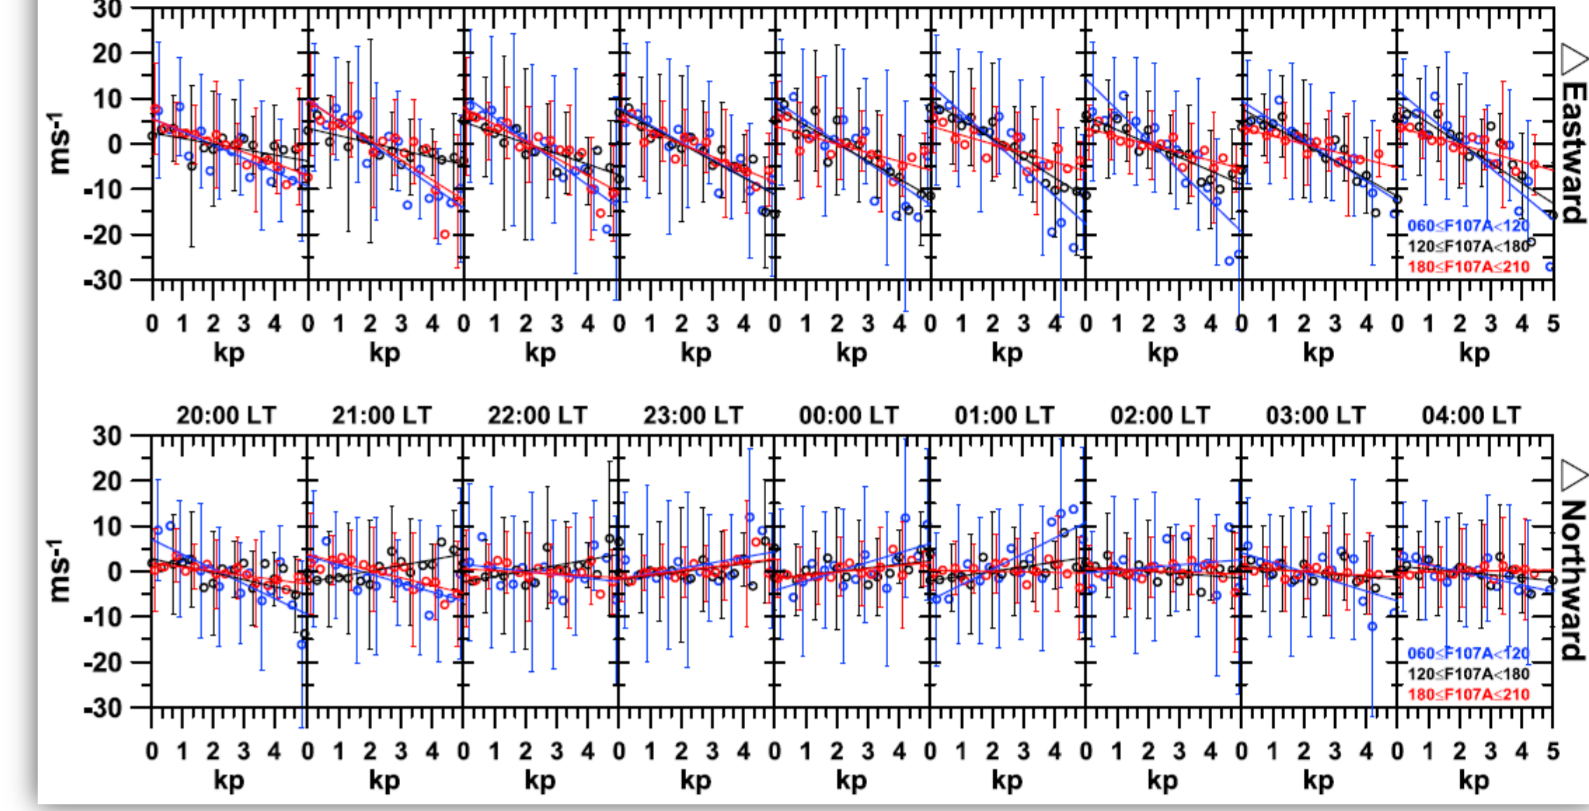 30
20
10
0
-10
-20
-30
ms-1
△ Eastward
060≤F107A<120
120≤F107A<180
180≤F107A≤210
0 1 2 3 4 0 1 2 3 4 0 1 2 3 4 0 1 2 3 4 0 1 2 3 4 0 1 2 3 4 0 1 2 3 4 0 1 2 3 4 0 1 2 3 4 5
kp kp kp kp kp kp kp kp kp
20:00 LT 21:00 LT 22:00 LT 23:00 LT 00:00 LT 01:00 LT 02:00 LT 03:00 LT 04:00 LT
30
20
10
0
-10
-20
-30
ms-1
△ Northward
060≤F107A<120
120≤F107A<180
180≤F107A≤210
0 1 2 3 4 0 1 2 3 4 0 1 2 3 4 0 1 2 3 4 0 1 2 3 4 0 1 2 3 4 0 1 2 3 4 0 1 2 3 4 0 1 2 3 4 5
kp kp kp kp kp kp kp kp kp